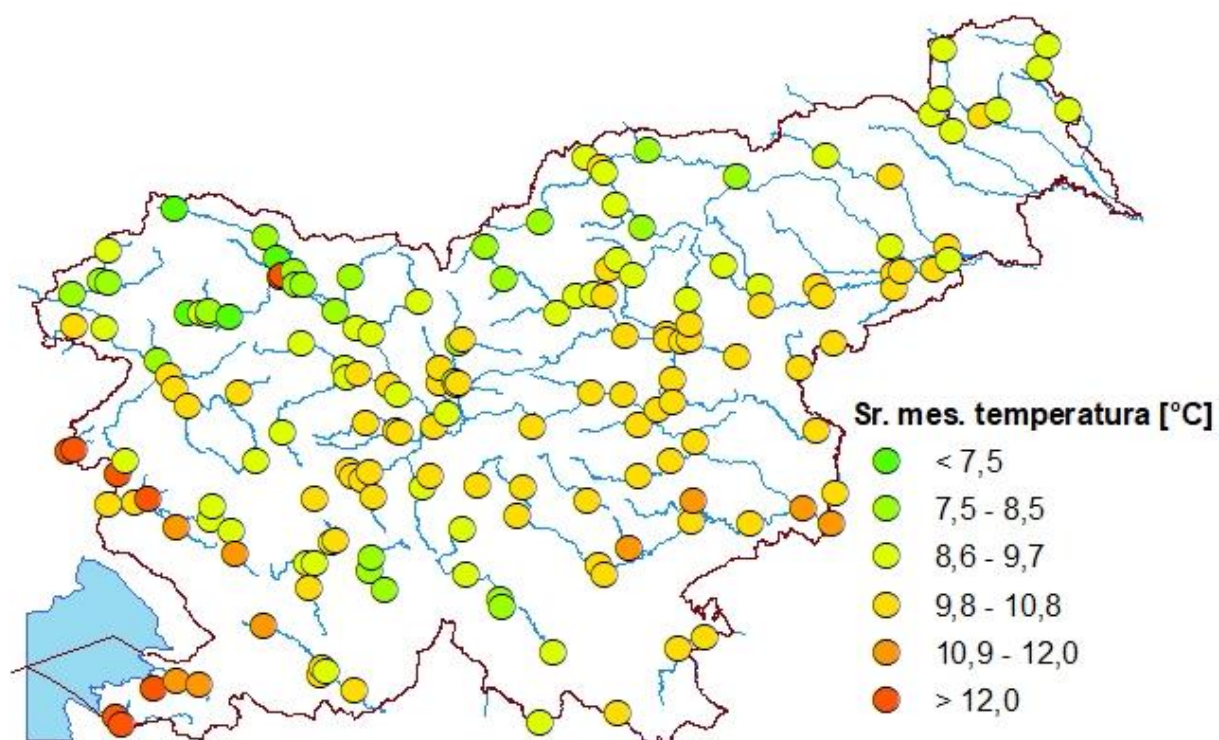 Sr. mes. temperatura [°C]
< 7,5
7,5 - 8,5
8,6 - 9,7
9,8 - 10,8
10,9 - 12,0
> 12,0